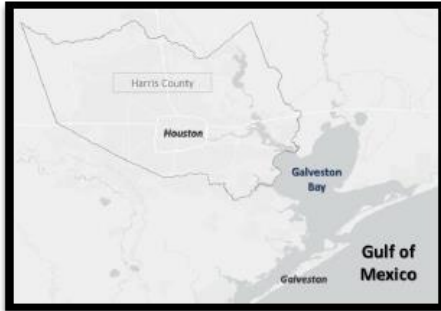 Harris County
Houston
Galveston
Bay
Gulf of
Mexico
Galveston